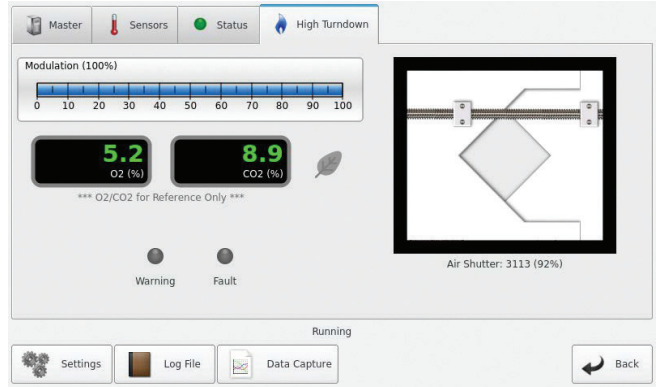 Master
Sensors
Status
High Turndown
Modulation (100%)
0 10 20 30 40 50 60 70 80 90 100
5.2
O2 (%)
8.9
CO2 (%)
*** O2/CO2 for Reference Only ***
Warning
Fault
Air Shutter: 3113 (92%)
Running
Settings
Log File
Data Capture
Back